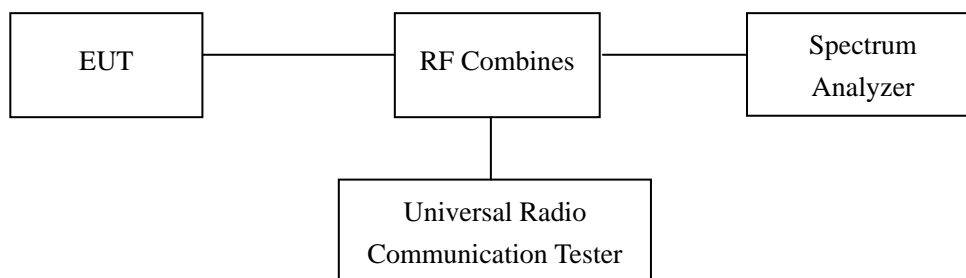 EUT
RF Combines
Spectrum
Analyzer
Universal Radio
Communication Tester